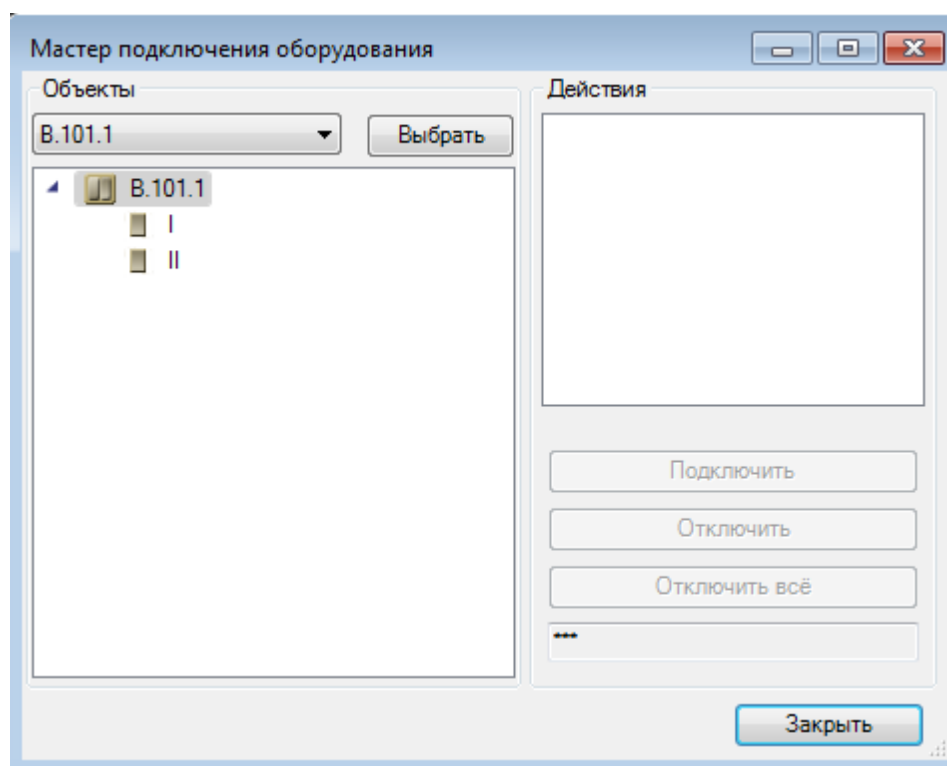 Мастер подключения оборудования
Объекты
В.101.1
Выбрать
В.101.1
I
II
Действия
Подключить
Отключить
Отключить всё
***
Закрыть